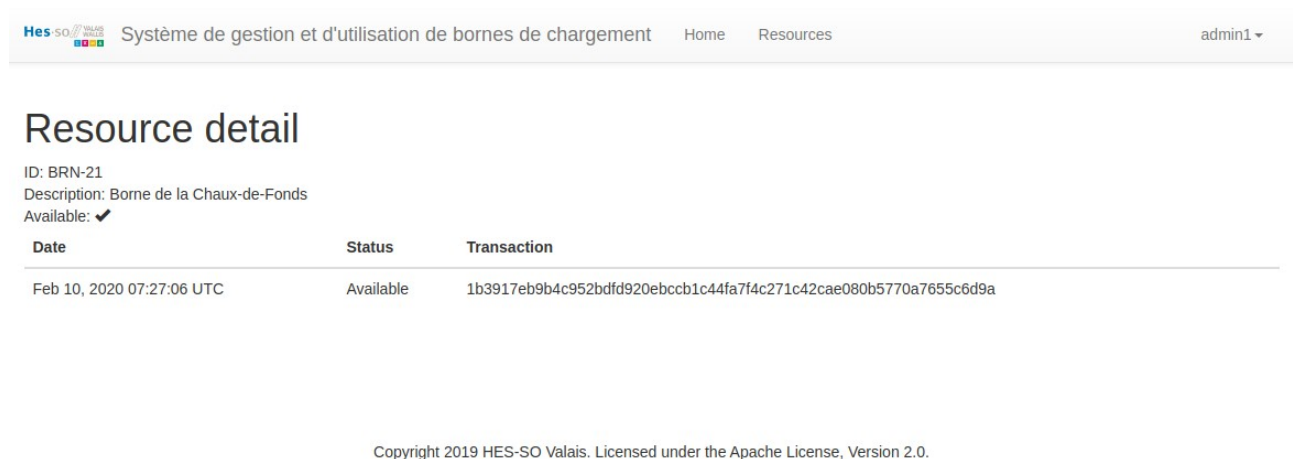 Hes·so VALAIS WALLIS Système de gestion et d'utilisation de bornes de chargement Home Resources admin1
Resource detail
ID: BRN-21
Description: Borne de la Chaux-de-Fonds
Available: ✔
Date Status Transaction
Feb 10, 2020 07:27:06 UTC Available 1b3917eb9b4c952bdfd920ebccb1c44fa7f4c271c42cae080b5770a7655c6d9a
Copyright 2019 HES-SO Valais. Licensed under the Apache License, Version 2.0.